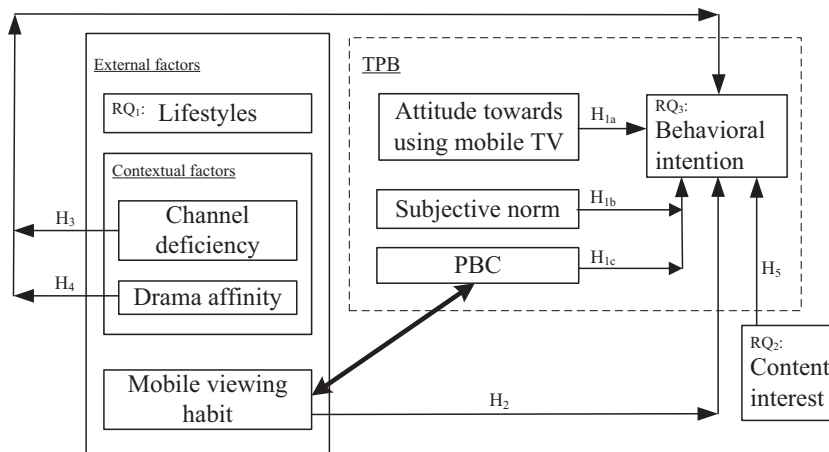 External factors
RQ1: Lifestyles
Contextual factors
Channel
deficiency
Drama affinity
Mobile viewing
habit
H3
H4
TPB
Attitude towards
using mobile TV
Subjective norm
PBC
H1a
H1b
H1c
RQ3:
Behavioral
intention
H2
H5
RQ2:
Content
interest